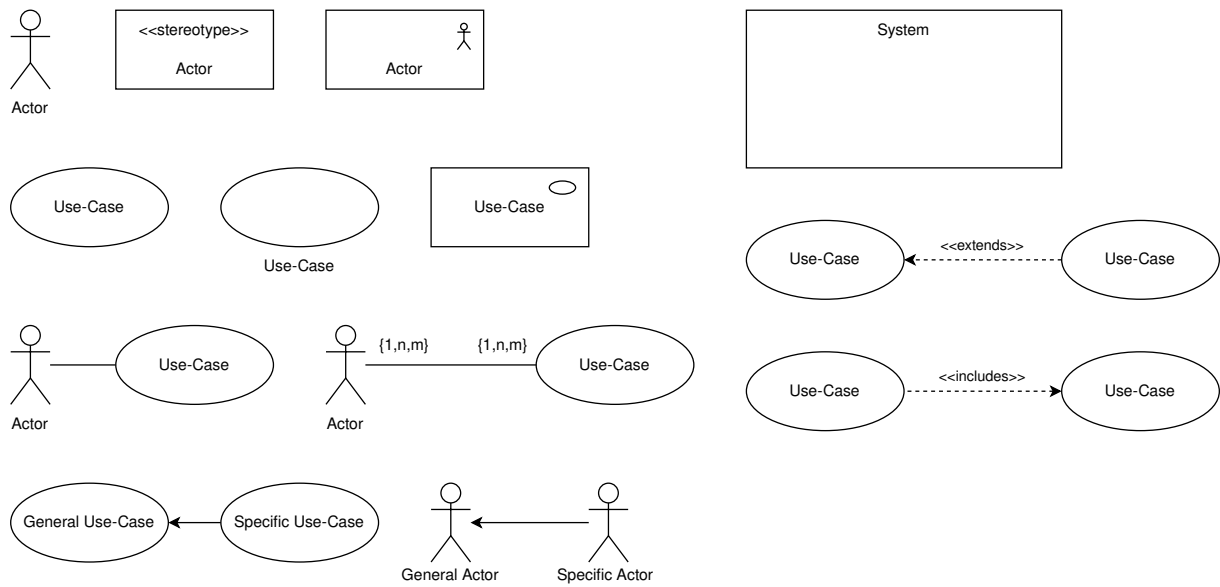 <<stereotype>>
Actor
Actor
Actor
System
Use-Case
Use-Case
Use-Case
Use-Case
<<extends>>
Use-Case
{1,n,m}
{1,n,m}
Use-Case
Use-Case
Actor
Actor
Use-Case
<<includes>>
Use-Case
General Use-Case
Specific Use-Case
General Actor
Specific Actor